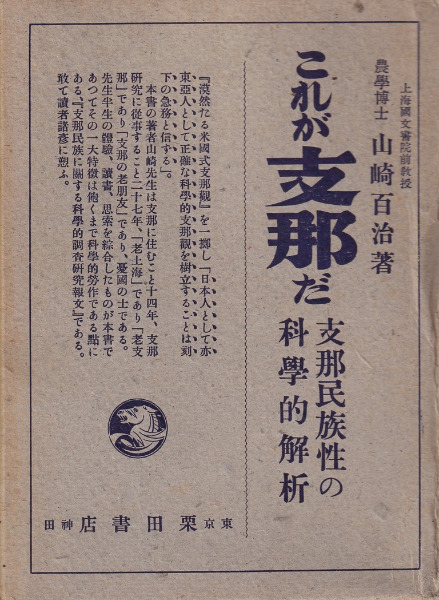 上海國文書院前教授
農學博士 山崎百治著
これが支那だ
支那民族性の
科學的解析
『漠然たる米國式支那觀』を一擲し『日本人として亦
東亞人として正確な科學的支那觀を樹立することは刻
下の急務と信ずる』。
本書の著者山崎先生は支那に住むこと十四年、支那
硏究に從事すること二十七年、「老上海」であり「老支
那」であり「支那の老朋友」であり、憂國の士である。
先生半生の體驗、讀書、思索を綜合したものが本書で
あつてその一大特徵は飽くまで科學的勞作である點に
ある。『支那民族に關する科學的調査硏究報文』である。
敢て讀者諸彦に愬ふ。
東京 栗田書店 神田